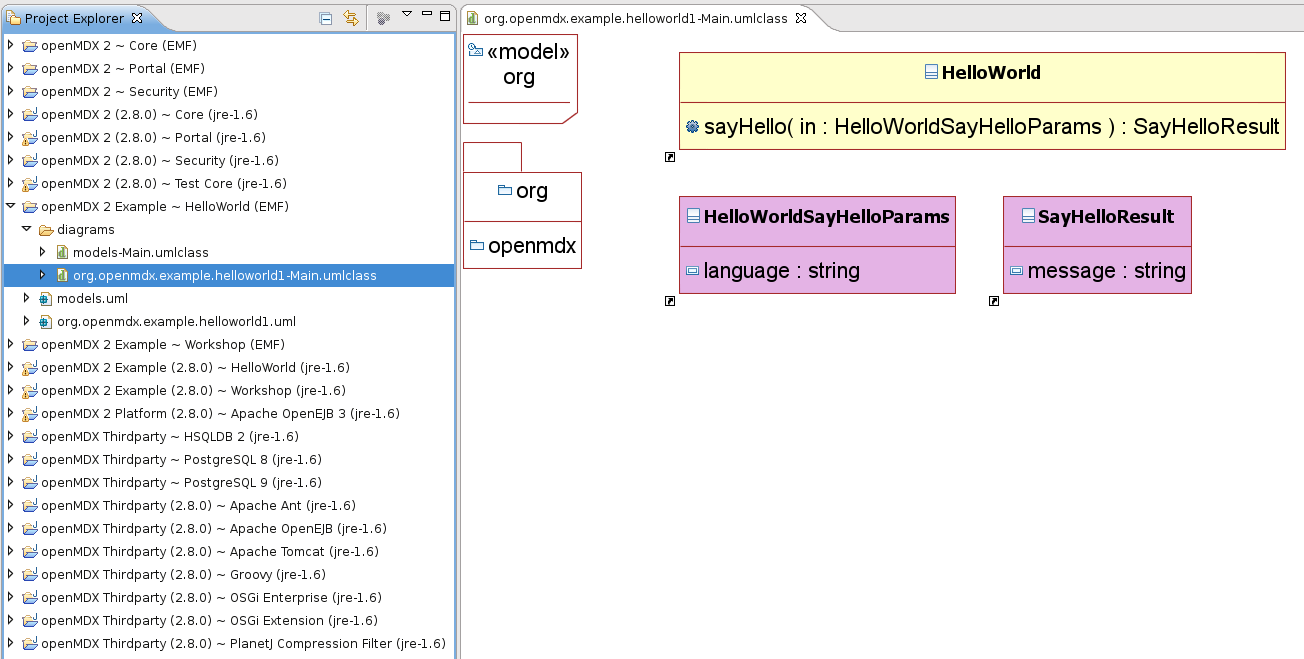 Project Explorer
openMDX 2 ~ Core (EMF)
openMDX 2 ~ Portal (EMF)
openMDX 2 ~ Security (EMF)
openMDX 2 (2.8.0) ~ Core (jre-1.6)
openMDX 2 (2.8.0) ~ Portal (jre-1.6)
openMDX 2 (2.8.0) ~ Security (jre-1.6)
openMDX 2 (2.8.0) ~ Test Core (jre-1.6)
openMDX 2 Example ~ HelloWorld (EMF)
diagrams
models-Main.umlclass
org.openmdx.example.helloworld1-Main.umlclass
models.uml
org.openmdx.example.helloworld1.uml
openMDX 2 Example ~ Workshop (EMF)
openMDX 2 Example (2.8.0) ~ HelloWorld (jre-1.6)
openMDX 2 Example (2.8.0) ~ Workshop (jre-1.6)
openMDX 2 Platform (2.8.0) ~ Apache OpenEJB 3 (jre-1.6)
openMDX Thirdparty ~ HSQLDB 2 (jre-1.6)
openMDX Thirdparty ~ PostgreSQL 8 (jre-1.6)
openMDX Thirdparty ~ PostgreSQL 9 (jre-1.6)
openMDX Thirdparty (2.8.0) ~ Apache Ant (jre-1.6)
openMDX Thirdparty (2.8.0) ~ Apache OpenEJB (jre-1.6)
openMDX Thirdparty (2.8.0) ~ Apache Tomcat (jre-1.6)
openMDX Thirdparty (2.8.0) ~ Groovy (jre-1.6)
openMDX Thirdparty (2.8.0) ~ OSGi Enterprise (jre-1.6)
openMDX Thirdparty (2.8.0) ~ OSGi Extension (jre-1.6)
openMDX Thirdparty (2.8.0) ~ PlanetJ Compression Filter (jre-1.6)
org.openmdx.example.helloworld1-Main.umlclass
«model»
org
org
openmdx
HelloWorld
sayHello( in : HelloWorldSayHelloParams ) : SayHelloResult
HelloWorldSayHelloParams
language : string
SayHelloResult
message : string